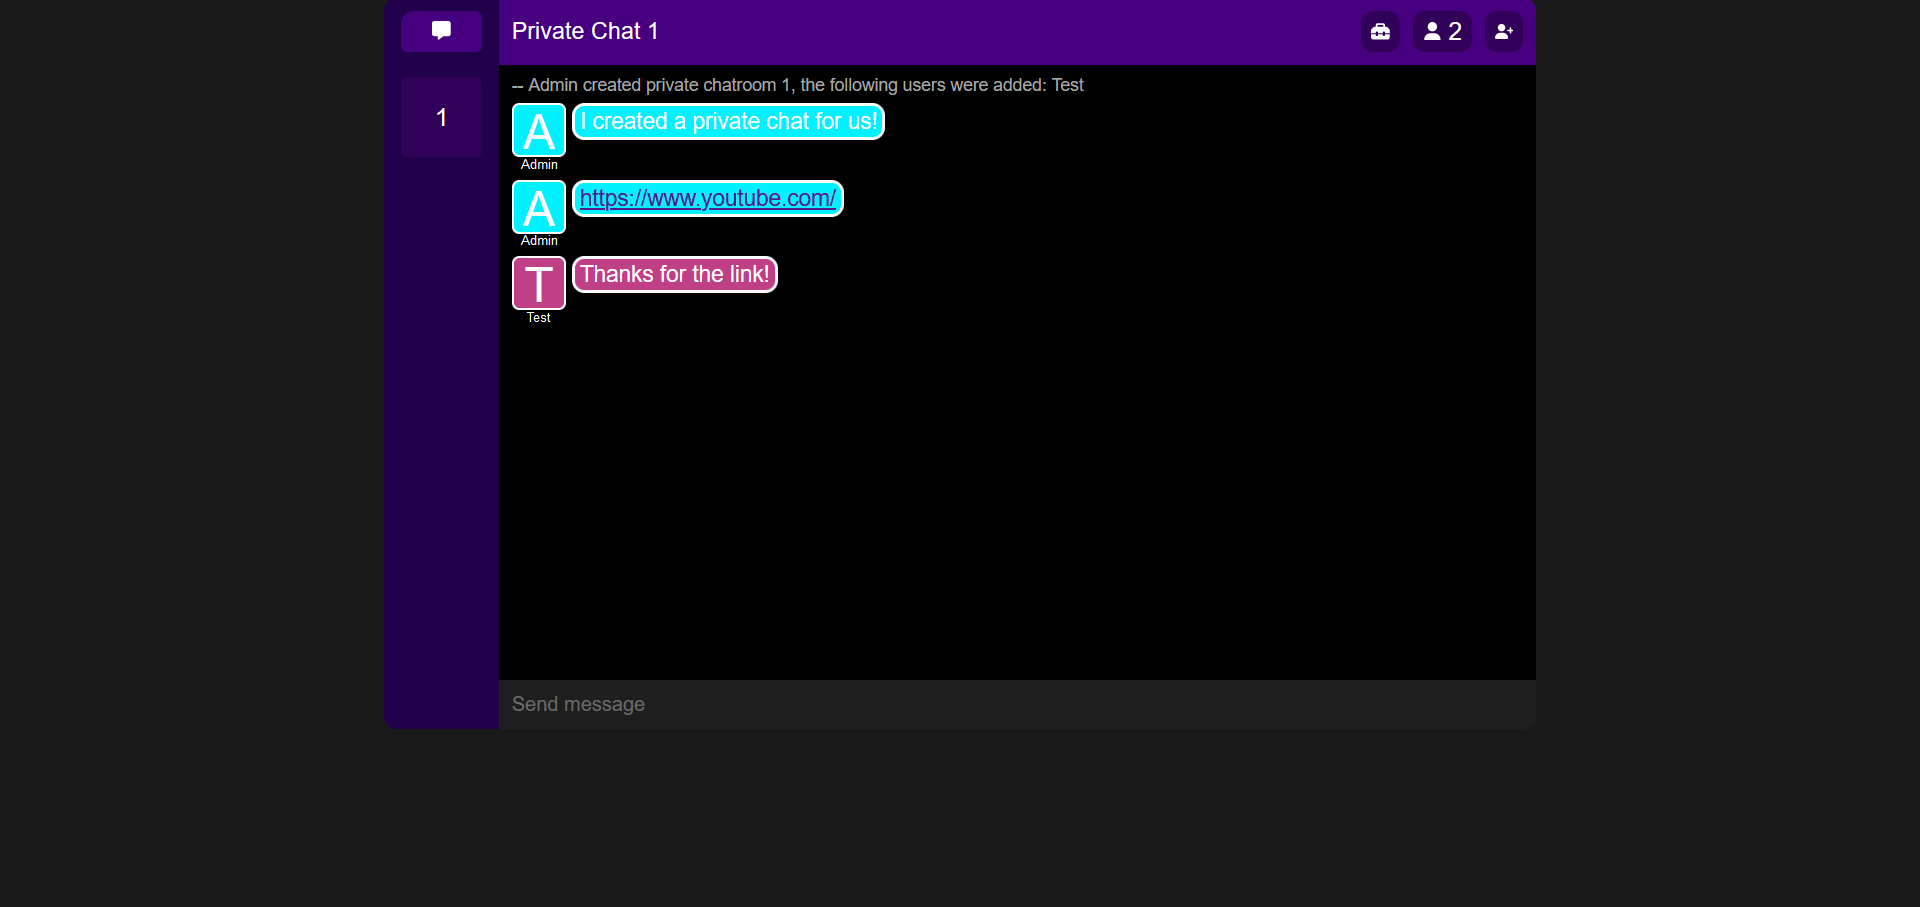 Private Chat 1
2
1
-- Admin created private chatroom 1, the following users were added: Test
A
I created a private chat for us!
Admin
A
https://www.youtube.com/
Admin
T
Thanks for the link!
Test
Send message